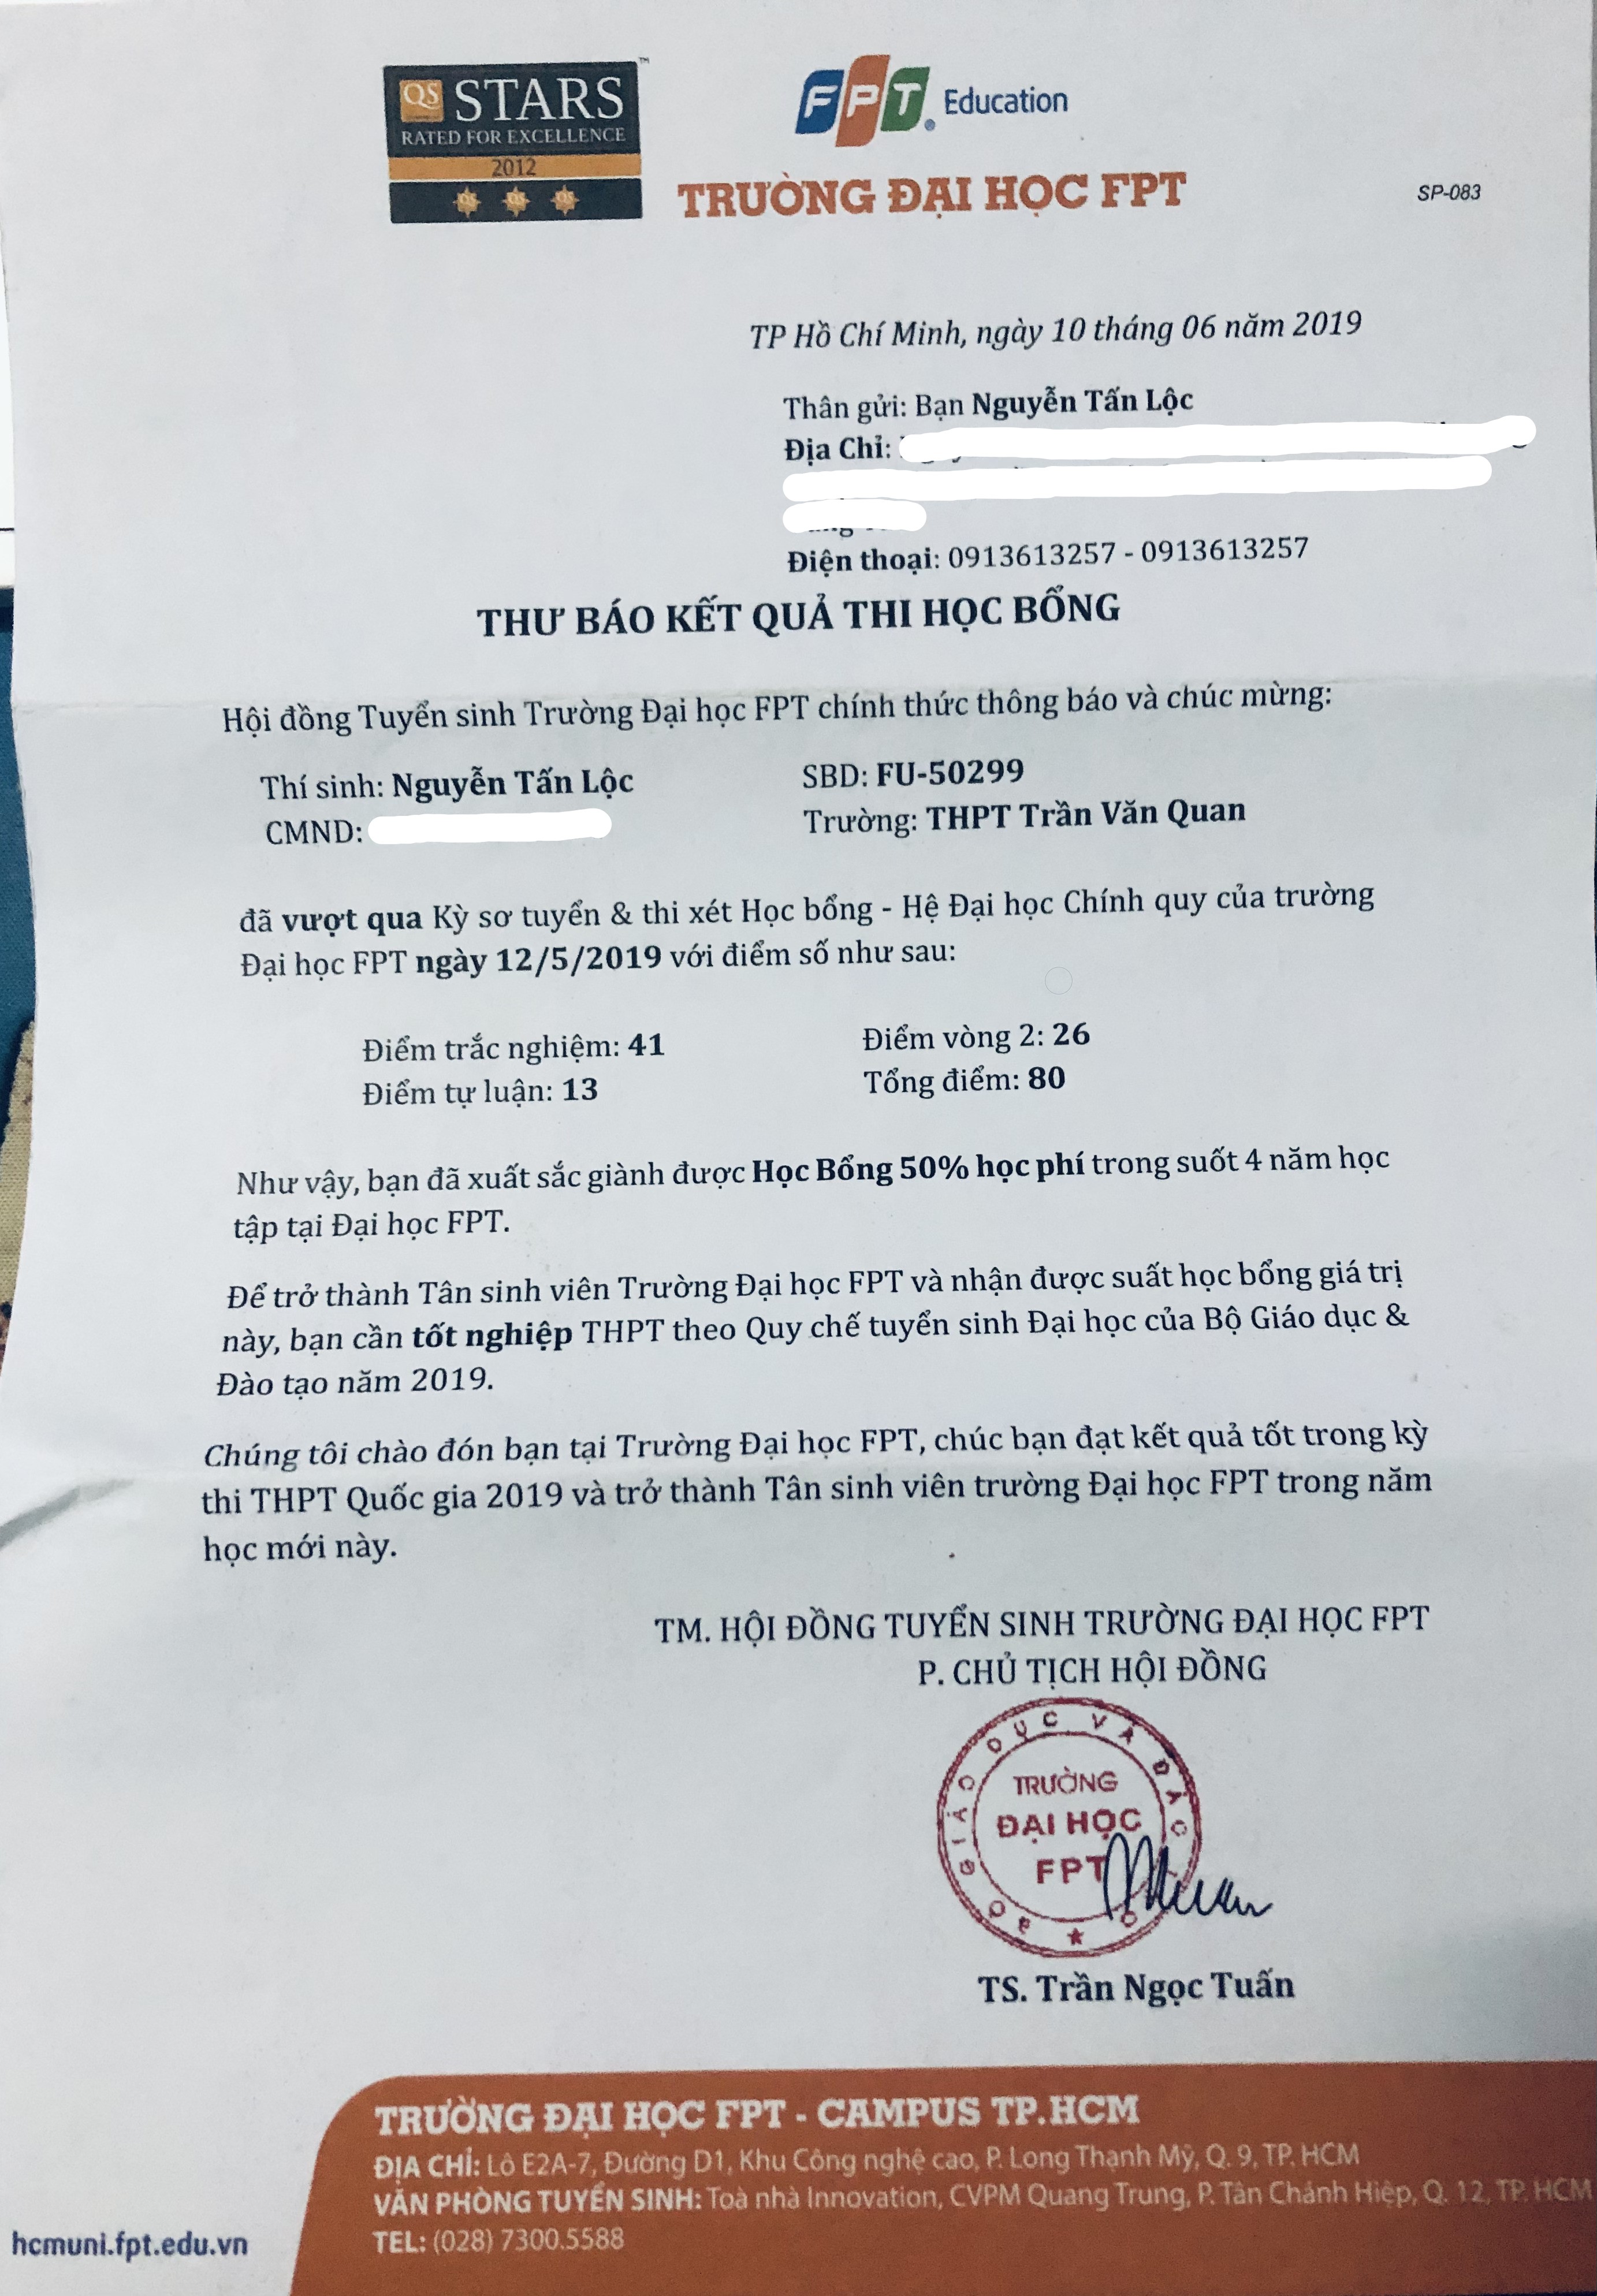 QS STARS™
RATED FOR EXCELLENCE
2012
QS QS QS
FPT Education
TRƯỜNG ĐẠI HỌC FPT
SP-083
TP Hồ Chí Minh, ngày 10 tháng 06 năm 2019
Thân gửi: Bạn Nguyễn Tấn Lộc
Địa Chỉ:
Điện thoại: 0913613257 - 0913613257
THƯ BÁO KẾT QUẢ THI HỌC BỔNG
Hội đồng Tuyển sinh Trường Đại học FPT chính thức thông báo và chúc mừng:
Thí sinh: Nguyễn Tấn Lộc SBD: FU-50299
CMND: Trường: THPT Trần Văn Quan
đã vượt qua Kỳ sơ tuyển & thi xét Học bổng - Hệ Đại học Chính quy của trường
Đại học FPT ngày 12/5/2019 với điểm số như sau:
Điểm trắc nghiệm: 41 Điểm vòng 2: 26
Điểm tự luận: 13 Tổng điểm: 80
Như vậy, bạn đã xuất sắc giành được Học Bổng 50% học phí trong suốt 4 năm học
tập tại Đại học FPT.
Để trở thành Tân sinh viên Trường Đại học FPT và nhận được suất học bổng giá trị
này, bạn cần tốt nghiệp THPT theo Quy chế tuyển sinh Đại học của Bộ Giáo dục &
Đào tạo năm 2019.
Chúng tôi chào đón bạn tại Trường Đại học FPT, chúc bạn đạt kết quả tốt trong kỳ
thi THPT Quốc gia 2019 và trở thành Tân sinh viên trường Đại học FPT trong năm
học mới này.
TM. HỘI ĐỒNG TUYỂN SINH TRƯỜNG ĐẠI HỌC FPT
P. CHỦ TỊCH HỘI ĐỒNG
BỘ GIÁO DỤC VÀ ĐÀO TẠO
TRƯỜNG
ĐẠI HỌC
FPT
TS. Trần Ngọc Tuấn
TRƯỜNG ĐẠI HỌC FPT - CAMPUS TP.HCM
ĐỊA CHỈ: Lô E2A-7, Đường D1, Khu Công nghệ cao, P. Long Thạnh Mỹ, Q. 9, TP. HCM
VĂN PHÒNG TUYỂN SINH: Toà nhà Innovation, CVPM Quang Trung, P. Tân Chánh Hiệp, Q. 12, TP. HCM
TEL: (028) 7300.5588
hcmuni.fpt.edu.vn